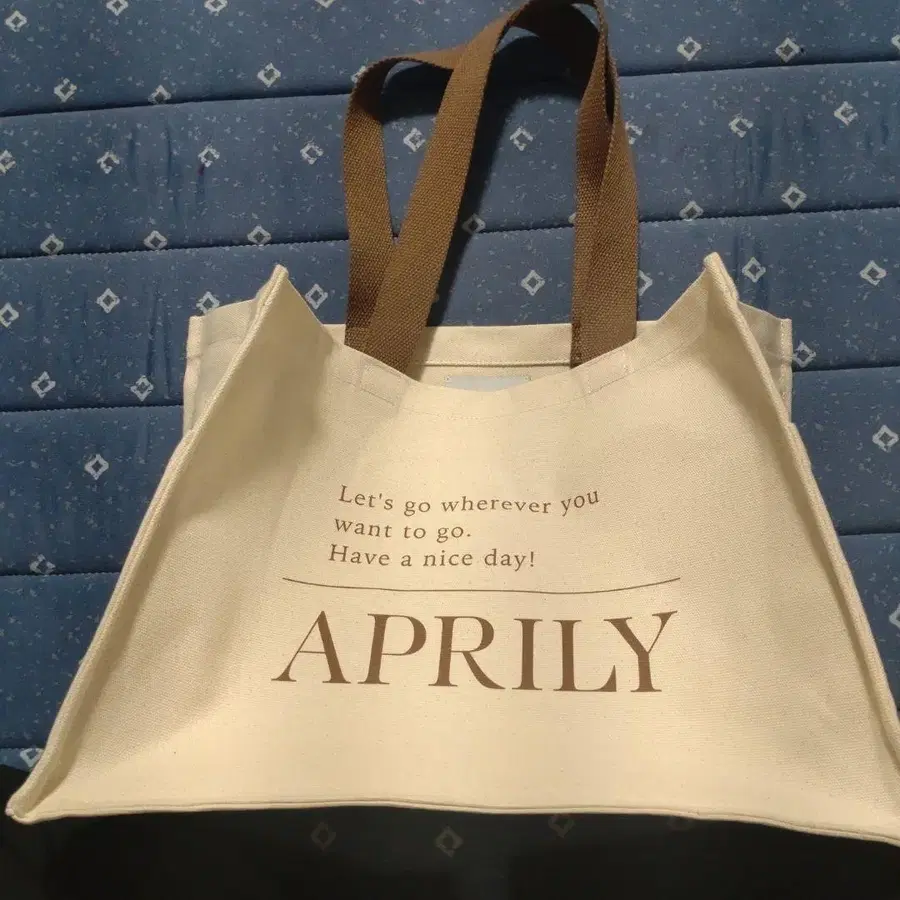 Let's go wherever you
want to go.
Have a nice day!
APRILY